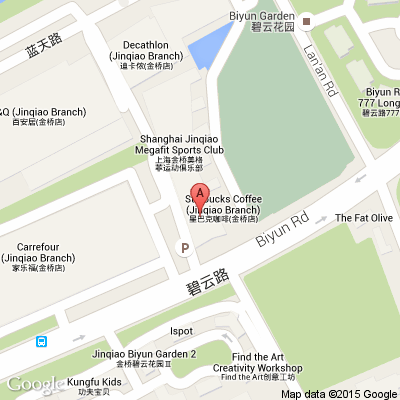 Biyun Garden
碧云花园
蓝天路
Lan'an Rd
Decathlon
(Jinqiao Branch)
迪卡侬(金桥店)
Biyun R
777 Long
碧云路777
&Q (Jinqiao Branch)
百安居(金桥店)
Shanghai Jinqiao
Megafit Sports Club
上海金桥美格
菲运动俱乐部
A
Starbucks Coffee
(Jinqiao Branch)
星巴克咖啡(金桥店)
The Fat Olive
Biyun Rd
Carrefour
(Jinqiao Branch)
家乐福(金桥店)
P
碧云路
Ispot
Jinqiao Biyun Garden 2
金桥碧云花园II
Find the Art
Creativity Workshop
Find the Art创意工坊
Kungfu Kids
功夫宝贝
Map data ©2015 Google